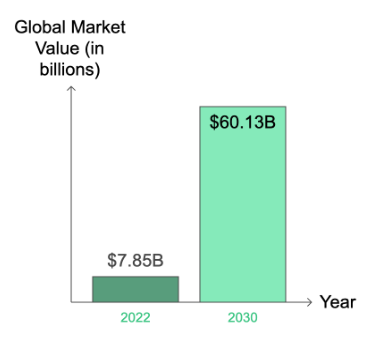 Global Market
Value (in
billions)
$60.13B
$7.85B
Year
2022
2030